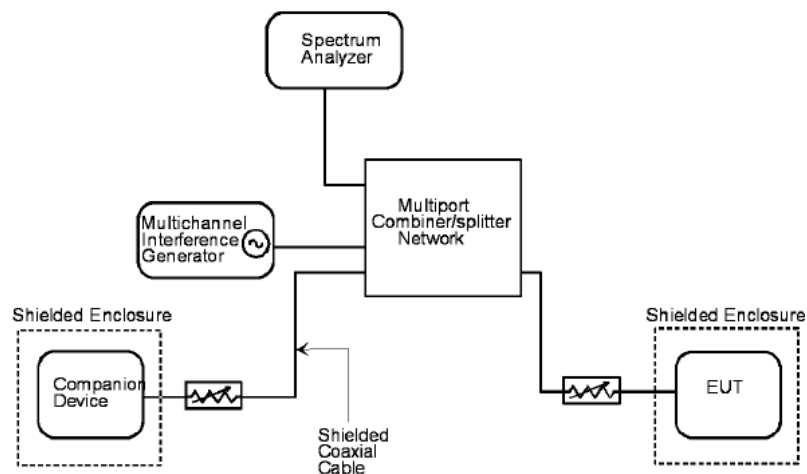 Spectrum
Analyzer
Multiport
Combiner/splitter
Network
Multichannel
Interference
Generator
Shielded Enclosure
Companion
Device
Shielded
Coaxial
Cable
Shielded Enclosure
EUT